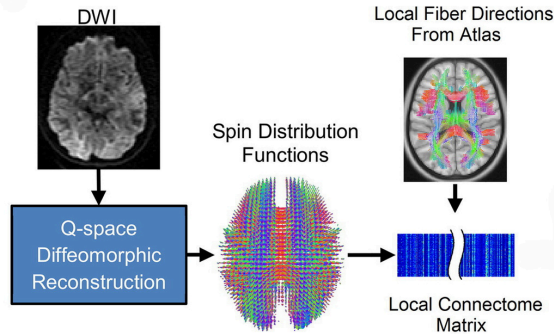 DWI
Local Fiber Directions
From Atlas
Spin Distribution
Functions
Q-space
Diffeomorphic
Reconstruction
Local Connectome
Matrix